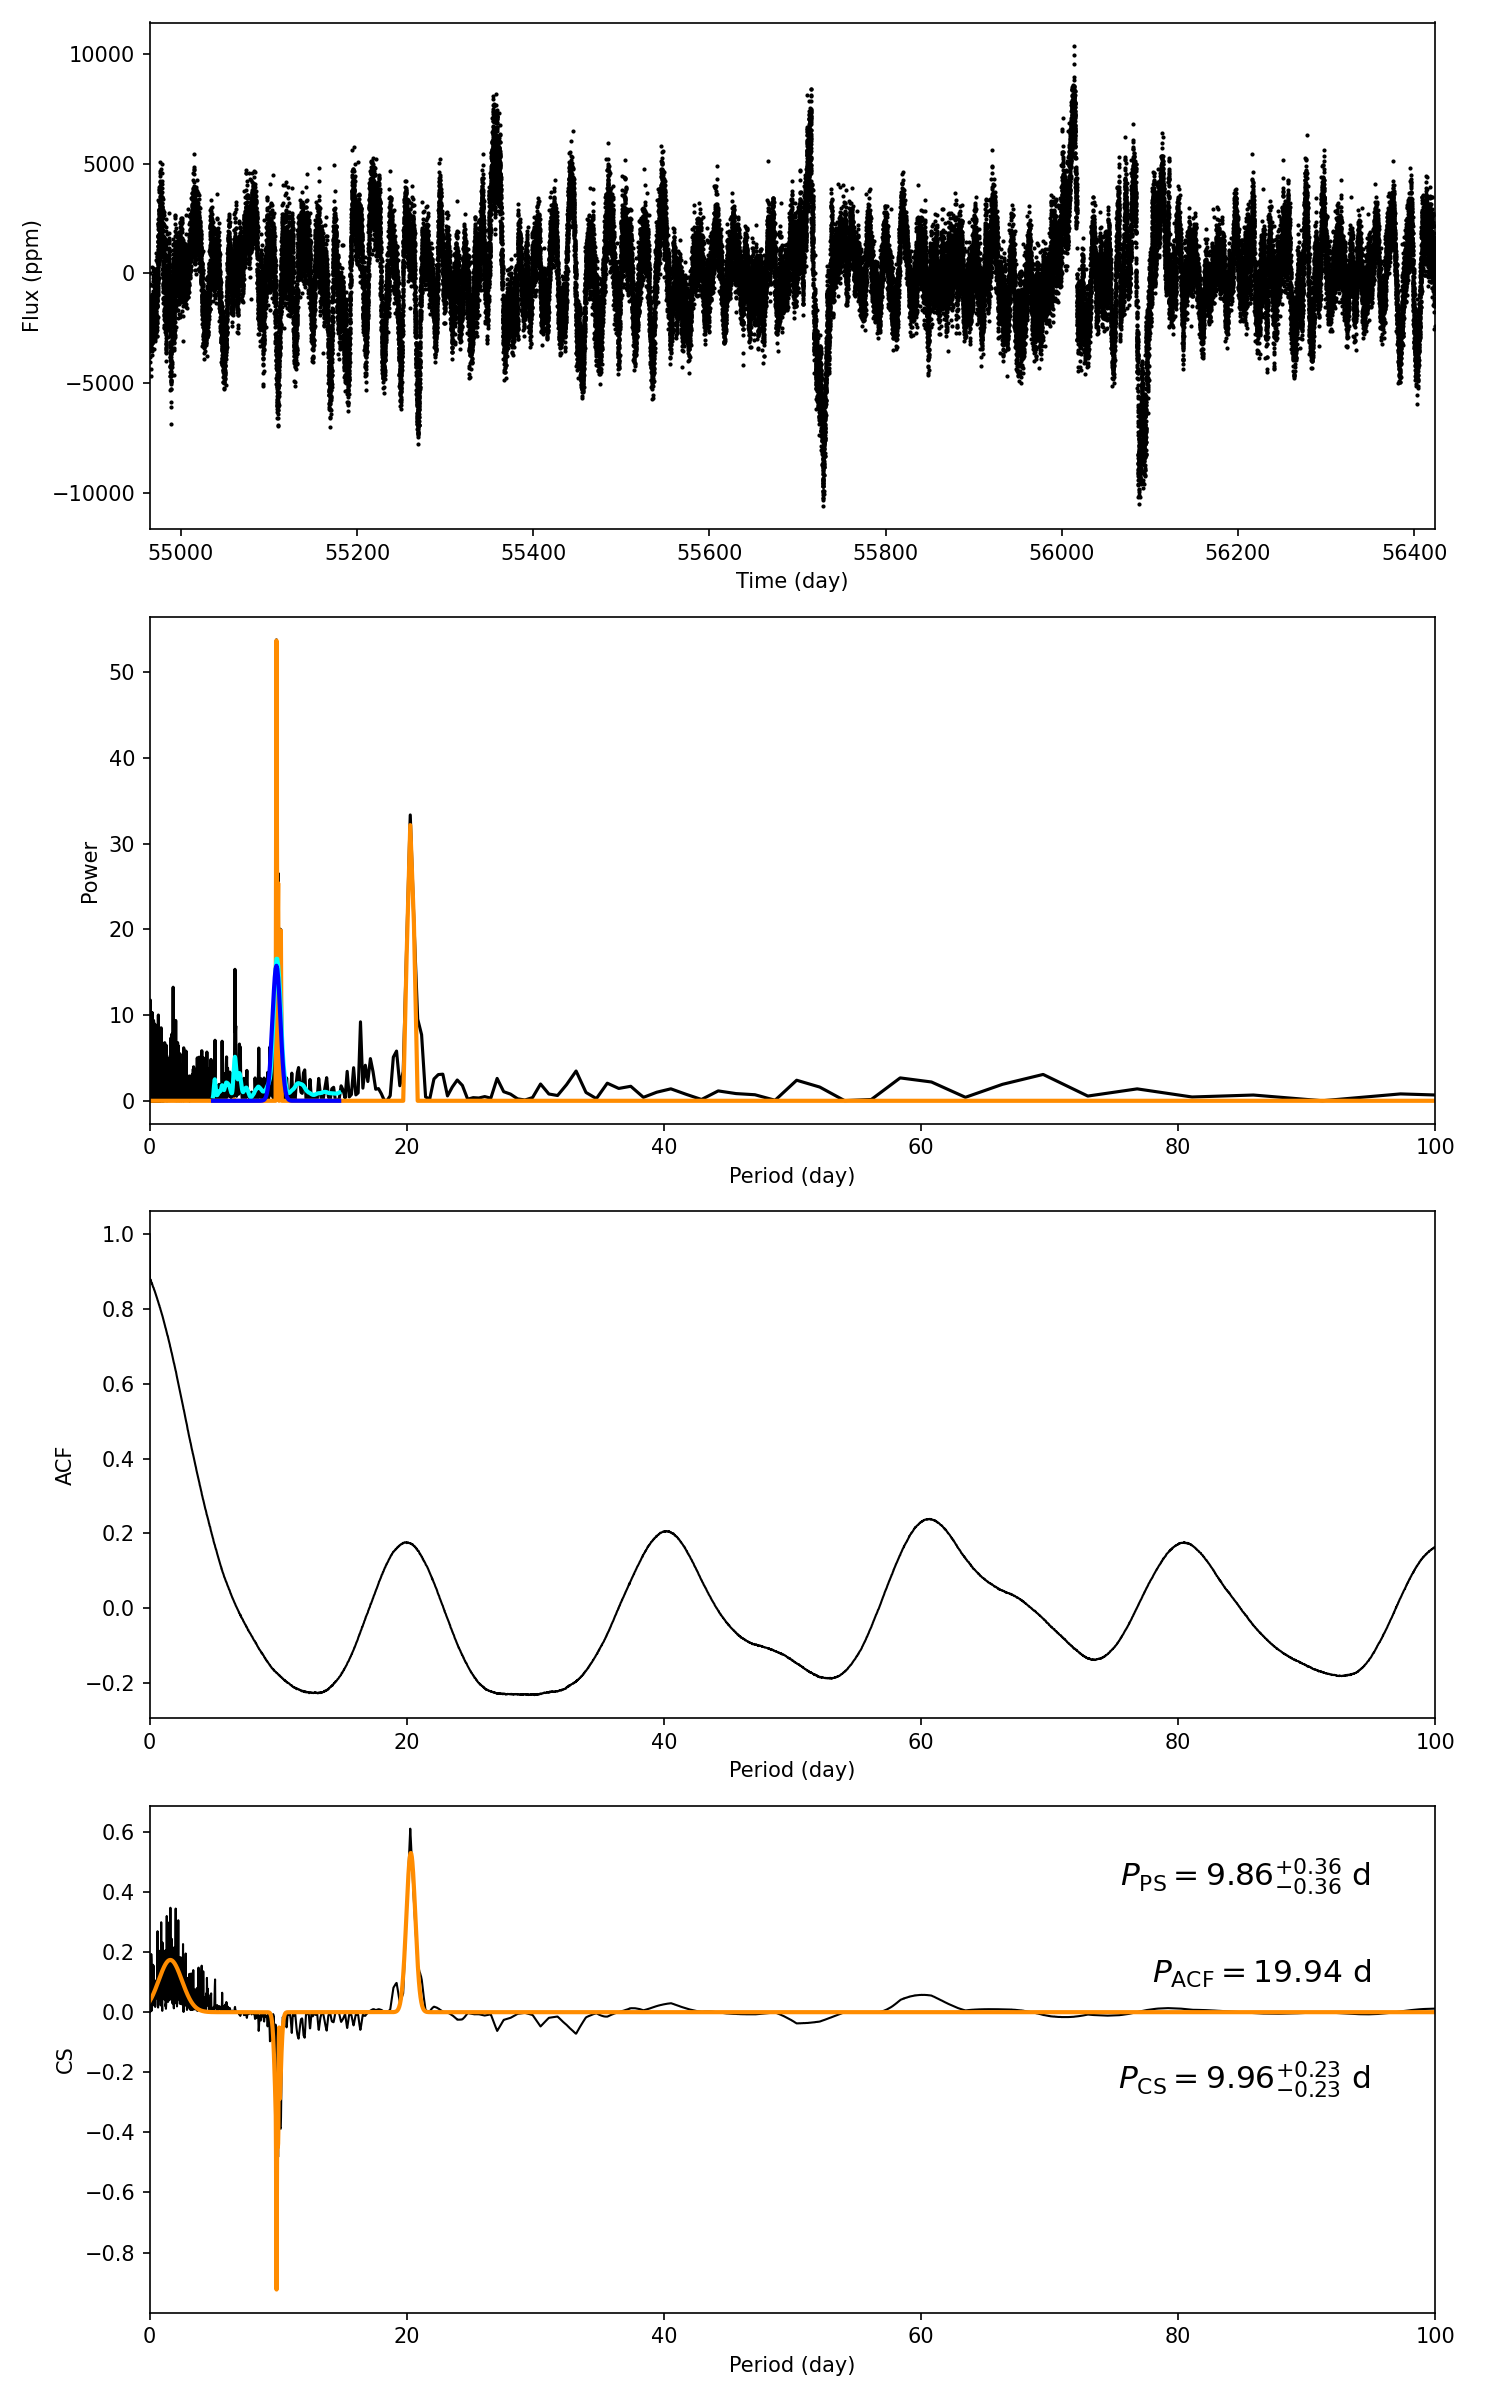 10000
5000
0
−5000
−10000
Flux (ppm)
55000 55200 55400 55600 55800 56000 56200 56400
Time (day)
50
40
30
20
10
0
Power
0 20 40 60 80 100
Period (day)
1.0
0.8
0.6
0.4
0.2
0.0
−0.2
ACF
0 20 40 60 80 100
Period (day)
0.6
0.4
0.2
0.0
−0.2
−0.4
−0.6
−0.8
CS
P_PS = 9.86^{+0.36}_{−0.36} d
P_ACF = 19.94 d
P_CS = 9.96^{+0.23}_{−0.23} d
0 20 40 60 80 100
Period (day)